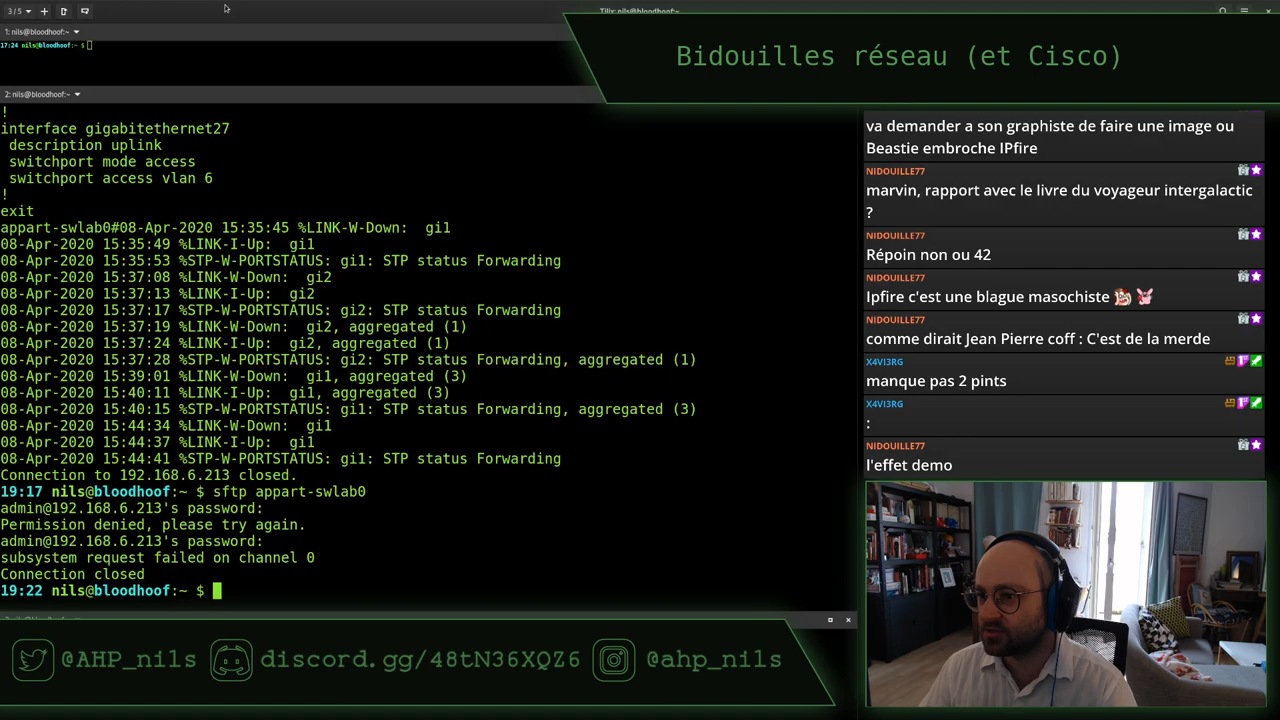 3 / 5
Tilix: nils@bloodhoof:~
1: nils@bloodhoof:~
17:24 nils@bloodhoof:~ $
Bidouilles réseau (et Cisco)
2: nils@bloodhoof:~
!
interface gigabitethernet27
description uplink
switchport mode access
switchport access vlan 6
!
exit
appart-swlab0#08-Apr-2020 15:35:45 %LINK-W-Down:  gi1
08-Apr-2020 15:35:49 %LINK-I-Up:  gi1
08-Apr-2020 15:35:53 %STP-W-PORTSTATUS: gi1: STP status Forwarding
08-Apr-2020 15:37:08 %LINK-W-Down:  gi2
08-Apr-2020 15:37:13 %LINK-I-Up:  gi2
08-Apr-2020 15:37:17 %STP-W-PORTSTATUS: gi2: STP status Forwarding
08-Apr-2020 15:37:19 %LINK-W-Down:  gi2, aggregated (1)
08-Apr-2020 15:37:24 %LINK-I-Up:  gi2, aggregated (1)
08-Apr-2020 15:37:28 %STP-W-PORTSTATUS: gi2: STP status Forwarding, aggregated (1)
08-Apr-2020 15:39:01 %LINK-W-Down:  gi1, aggregated (3)
08-Apr-2020 15:40:11 %LINK-I-Up:  gi1, aggregated (3)
08-Apr-2020 15:40:15 %STP-W-PORTSTATUS: gi1: STP status Forwarding, aggregated (3)
08-Apr-2020 15:44:34 %LINK-W-Down:  gi1
08-Apr-2020 15:44:37 %LINK-I-Up:  gi1
08-Apr-2020 15:44:41 %STP-W-PORTSTATUS: gi1: STP status Forwarding
Connection to 192.168.6.213 closed.
19:17 nils@bloodhoof:~ $ sftp appart-swlab0
admin@192.168.6.213's password:
Permission denied, please try again.
admin@192.168.6.213's password:
subsystem request failed on channel 0
Connection closed
19:22 nils@bloodhoof:~ $
va demander a son graphiste de faire une image ou
Beastie embroche IPfire
NIDOUILLE77
marvin, rapport avec le livre du voyageur intergalactic
?
NIDOUILLE77
Répoin non ou 42
NIDOUILLE77
Ipfire c'est une blague masochiste
NIDOUILLE77
comme dirait Jean Pierre coff : C'est de la merde
X4VI3RG
manque pas 2 pints
X4VI3RG
:
NIDOUILLE77
l'effet demo
@AHP_nils
discord.gg/48tN36XQZ6
@ahp_nils